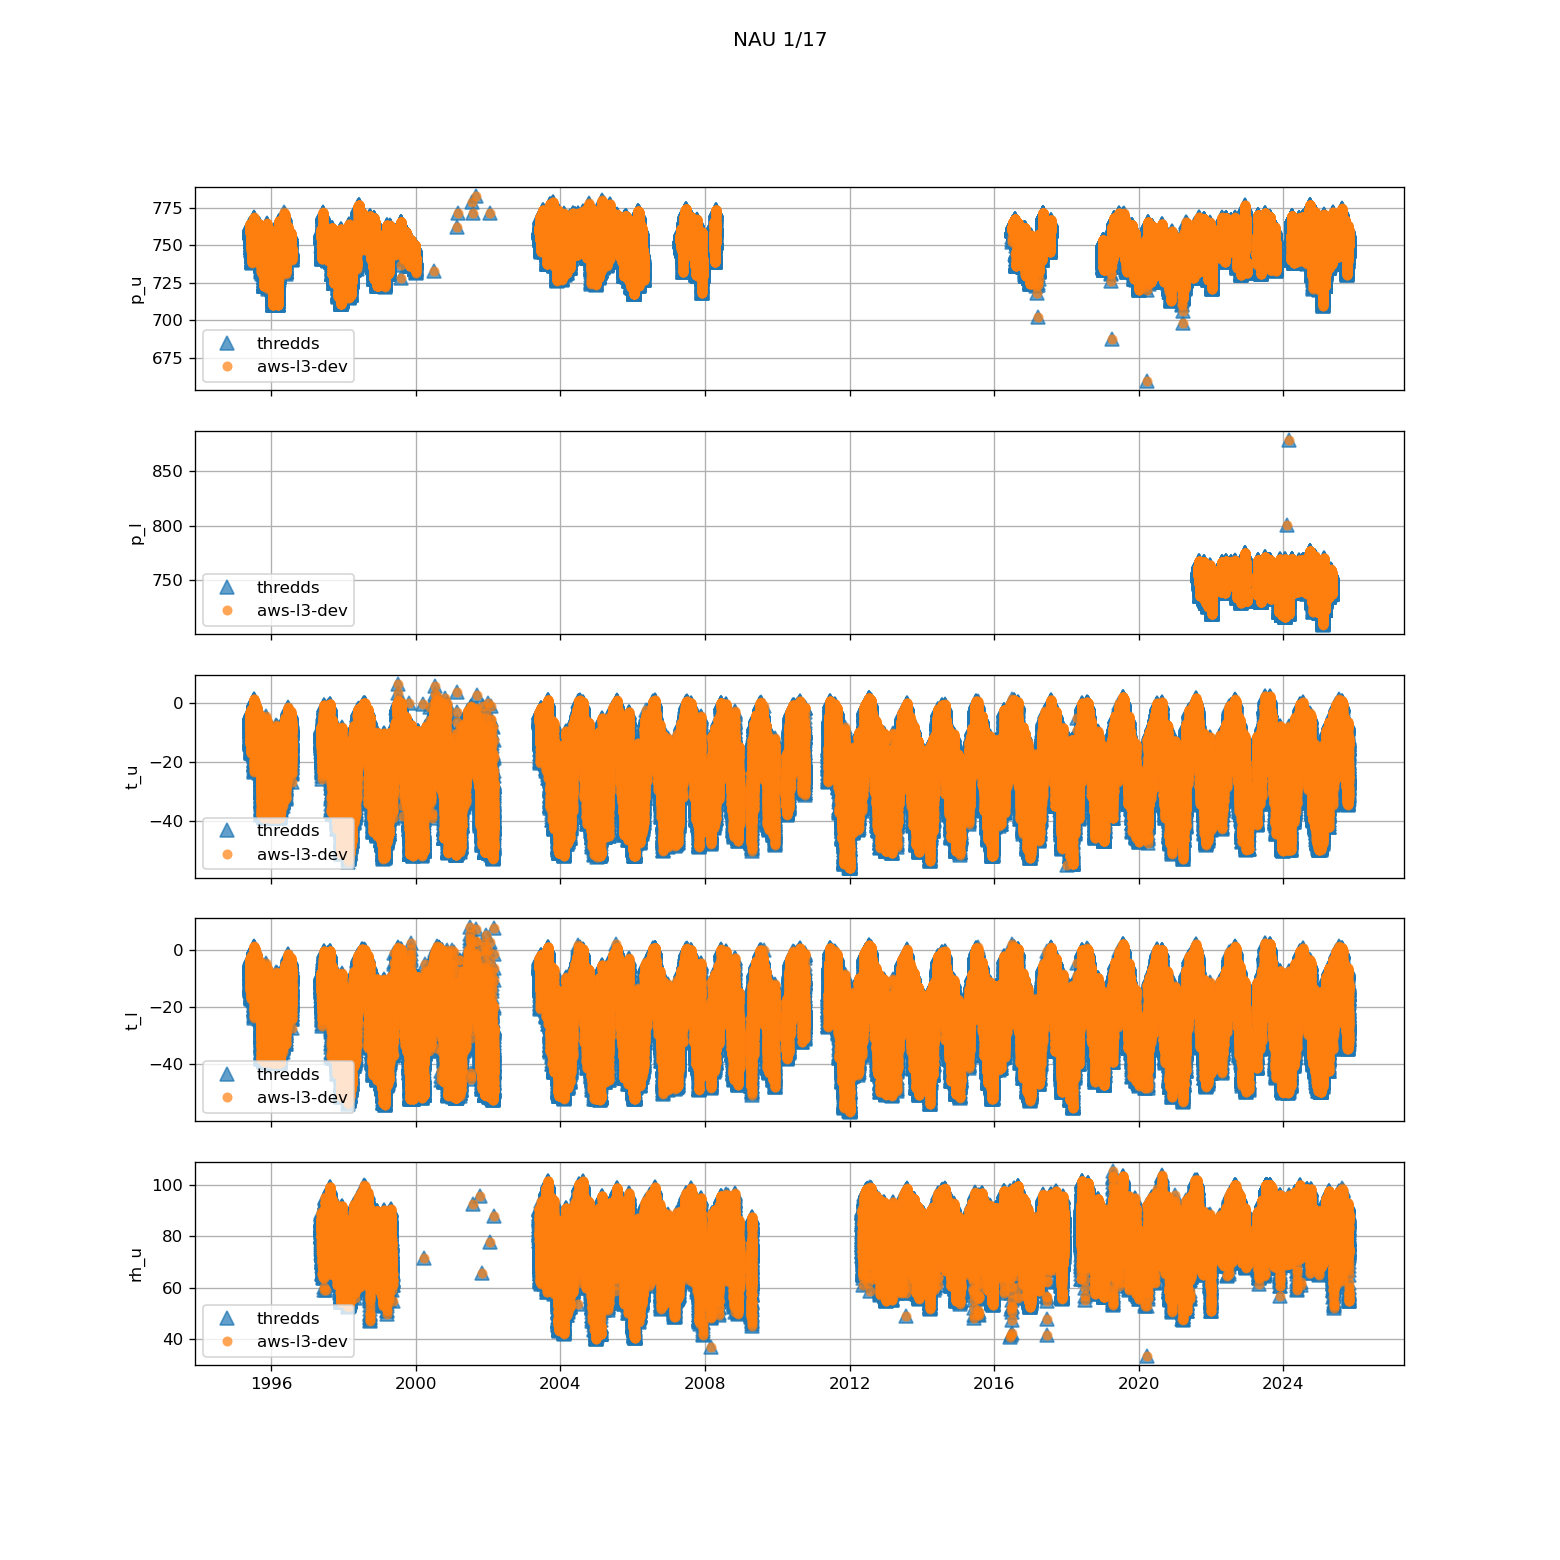 NAU 1/17
775
750
725
700
675
p_u
thredds
aws-l3-dev
850
800
750
p_l
thredds
aws-l3-dev
0
−20
−40
t_u
thredds
aws-l3-dev
0
−20
−40
t_l
thredds
aws-l3-dev
100
80
60
40
rh_u
thredds
aws-l3-dev
1996 2000 2004 2008 2012 2016 2020 2024